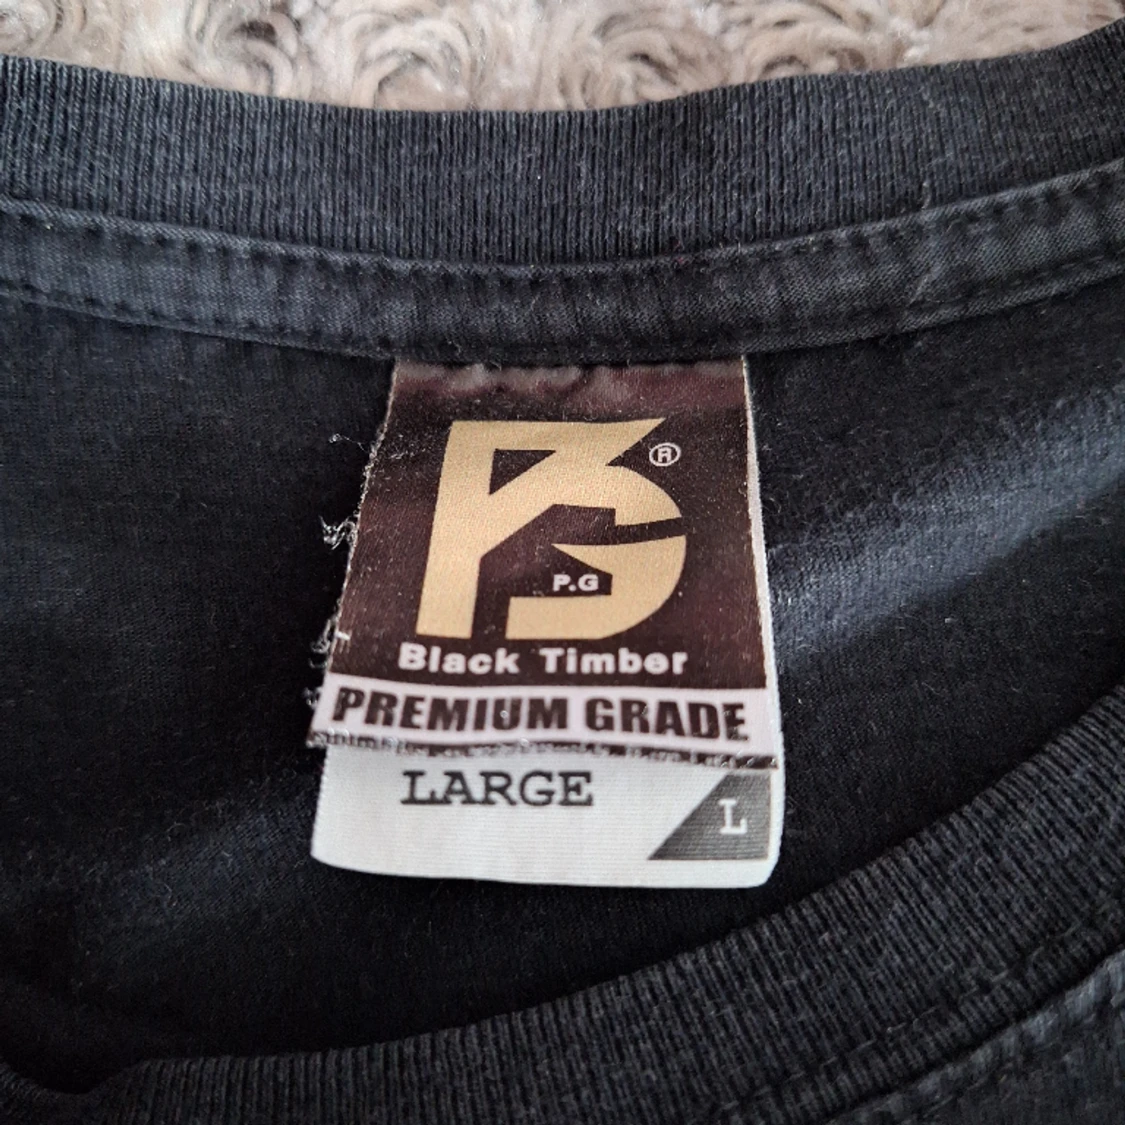 ®
P.G
Black Timber
PREMIUM GRADE
LARGE
L